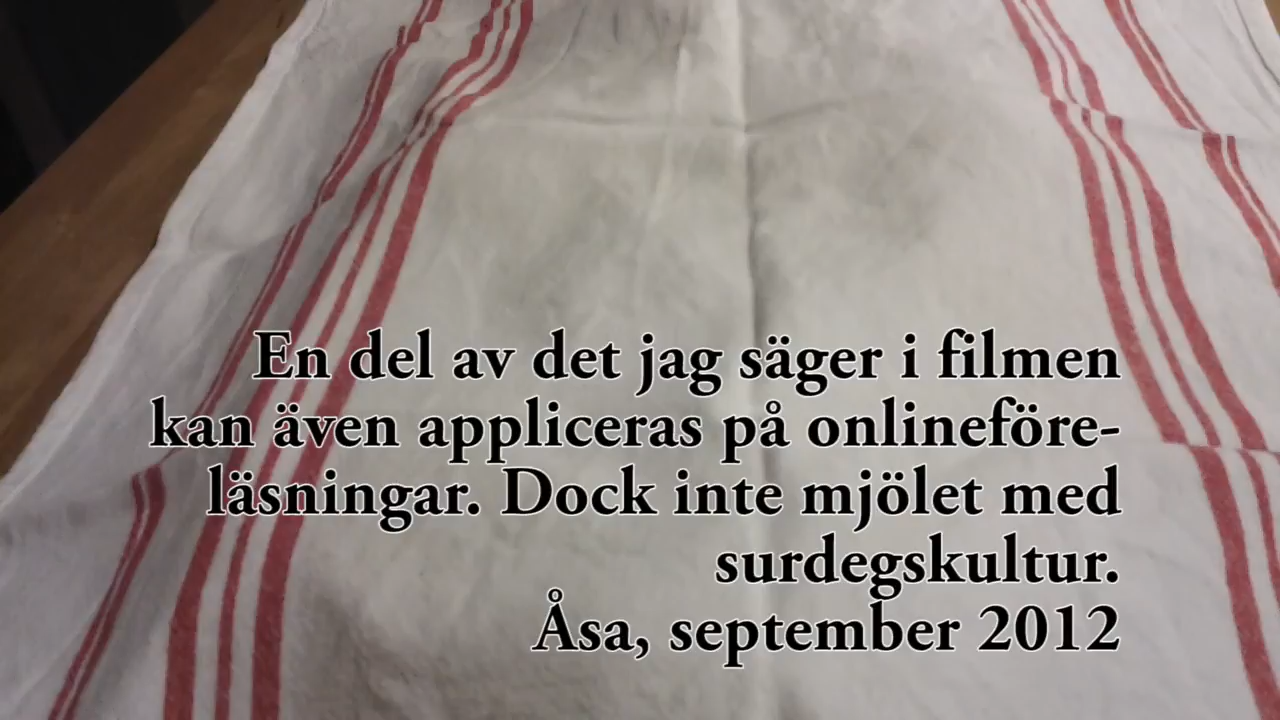 En del av det jag säger i filmen
kan även appliceras på onlineföre-
läsningar. Dock inte mjölet med
surdegskultur.
Åsa, september 2012